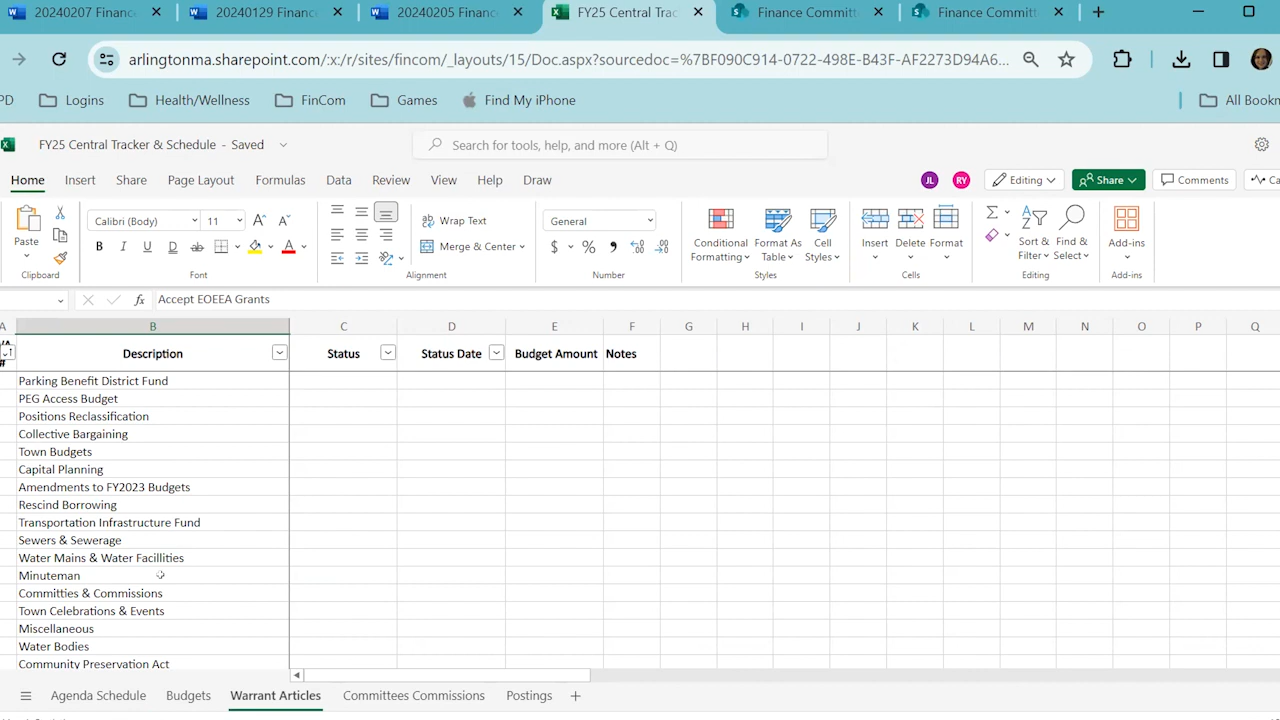 20240207 Financ
20240129 Finance
20240205 Financ
FY25 Central Trac
Finance Committ
Finance Committ
arlingtonma.sharepoint.com/:x:/r/sites/fincom/_layouts/15/Doc.aspx?sourcedoc=%7BF090C914-0722-498E-B43F-AF2273D94A6...
PD
Logins
Health/Wellness
FinCom
Games
Find My iPhone
All Bookm
FY25 Central Tracker & Schedule - Saved
Search for tools, help, and more (Alt + Q)
Home
Insert
Share
Page Layout
Formulas
Data
Review
View
Help
Draw
JL
RY
Editing
Share
Comments
Ca
Paste
Clipboard
Calibri (Body)
11
Font
Wrap Text
Merge & Center
Alignment
General
Number
Conditional Formatting
Format As Table
Cell Styles
Styles
Insert
Delete
Format
Cells
Sort & Filter
Find & Select
Editing
Add-ins
Add-ins
fx Accept EOEEA Grants
A B C D E F G H I J K L M N O P Q
# Description Status Status Date Budget Amount Notes
Parking Benefit District Fund
PEG Access Budget
Positions Reclassification
Collective Bargaining
Town Budgets
Capital Planning
Amendments to FY2023 Budgets
Rescind Borrowing
Transportation Infrastructure Fund
Sewers & Sewerage
Water Mains & Water Facillities
Minuteman
Committies & Commissions
Town Celebrations & Events
Miscellaneous
Water Bodies
Community Preservation Act
Agenda Schedule
Budgets
Warrant Articles
Committees Commissions
Postings